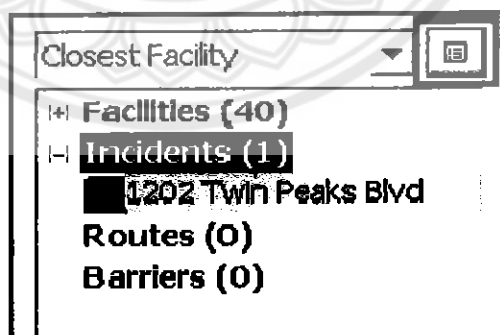 Closest Facility
Facilities (40)
Incidents (1)
1202 Twin Peaks Blvd
Routes (0)
Barriers (0)